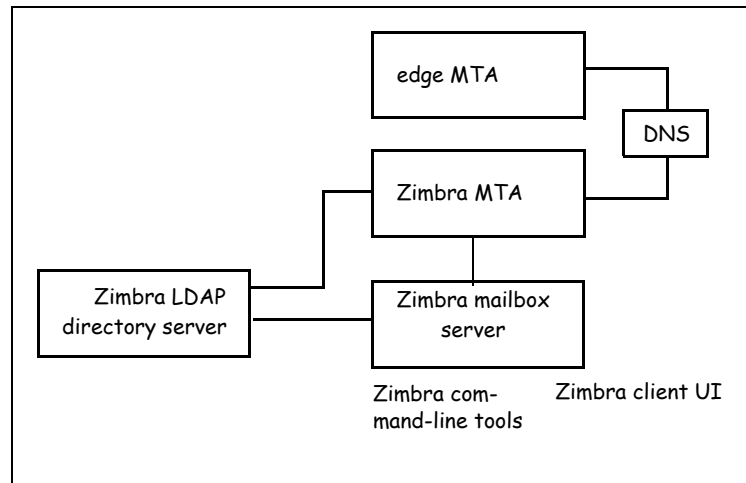 edge MTA
DNS
Zimbra MTA
Zimbra LDAP
directory server
Zimbra mailbox
server
Zimbra com-
mand-line tools
Zimbra client UI